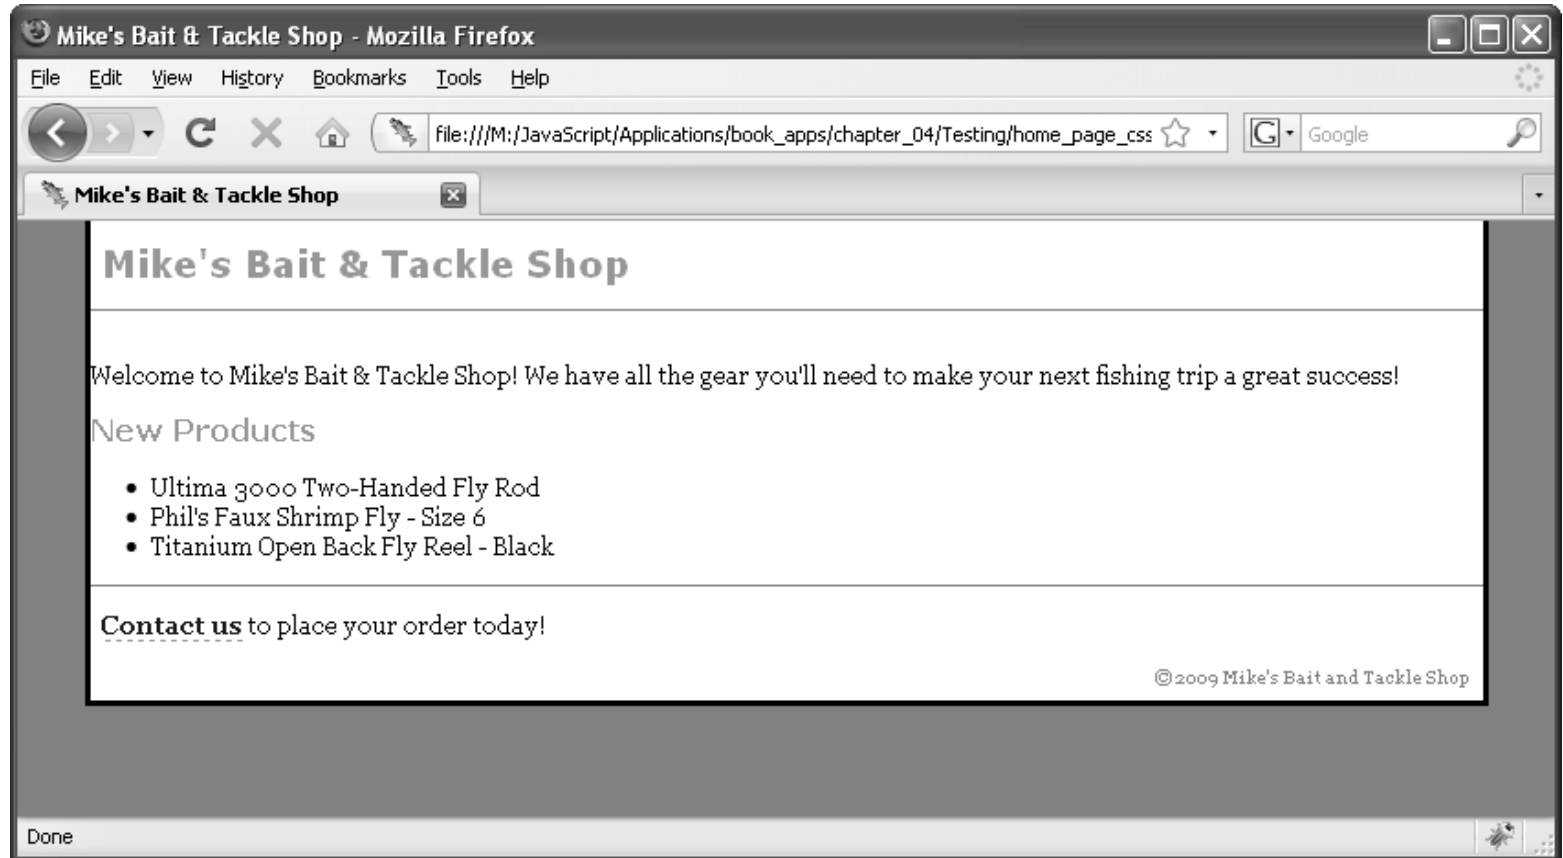 Mike's Bait & Tackle Shop - Mozilla Firefox
File Edit View History Bookmarks Tools Help
file:///M:/JavaScript/Applications/book_apps/chapter_04/Testing/home_page_css G Google
Mike's Bait & Tackle Shop
Mike's Bait & Tackle Shop
Welcome to Mike's Bait & Tackle Shop! We have all the gear you'll need to make your next fishing trip a great success!
New Products
• Ultima 3000 Two-Handed Fly Rod
• Phil's Faux Shrimp Fly - Size 6
• Titanium Open Back Fly Reel - Black
Contact us to place your order today!
©2009 Mike's Bait and Tackle Shop
Done